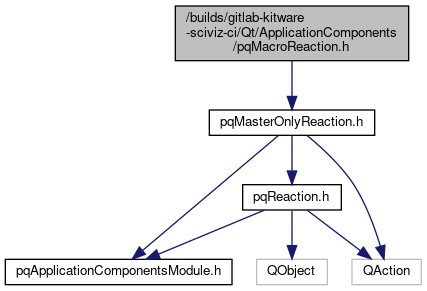 /builds/gitlab-kitware
-sciviz-ci/Qt/ApplicationComponents
/pqMacroReaction.h
pqMasterOnlyReaction.h
pqReaction.h
pqApplicationComponentsModule.h
QObject
QAction